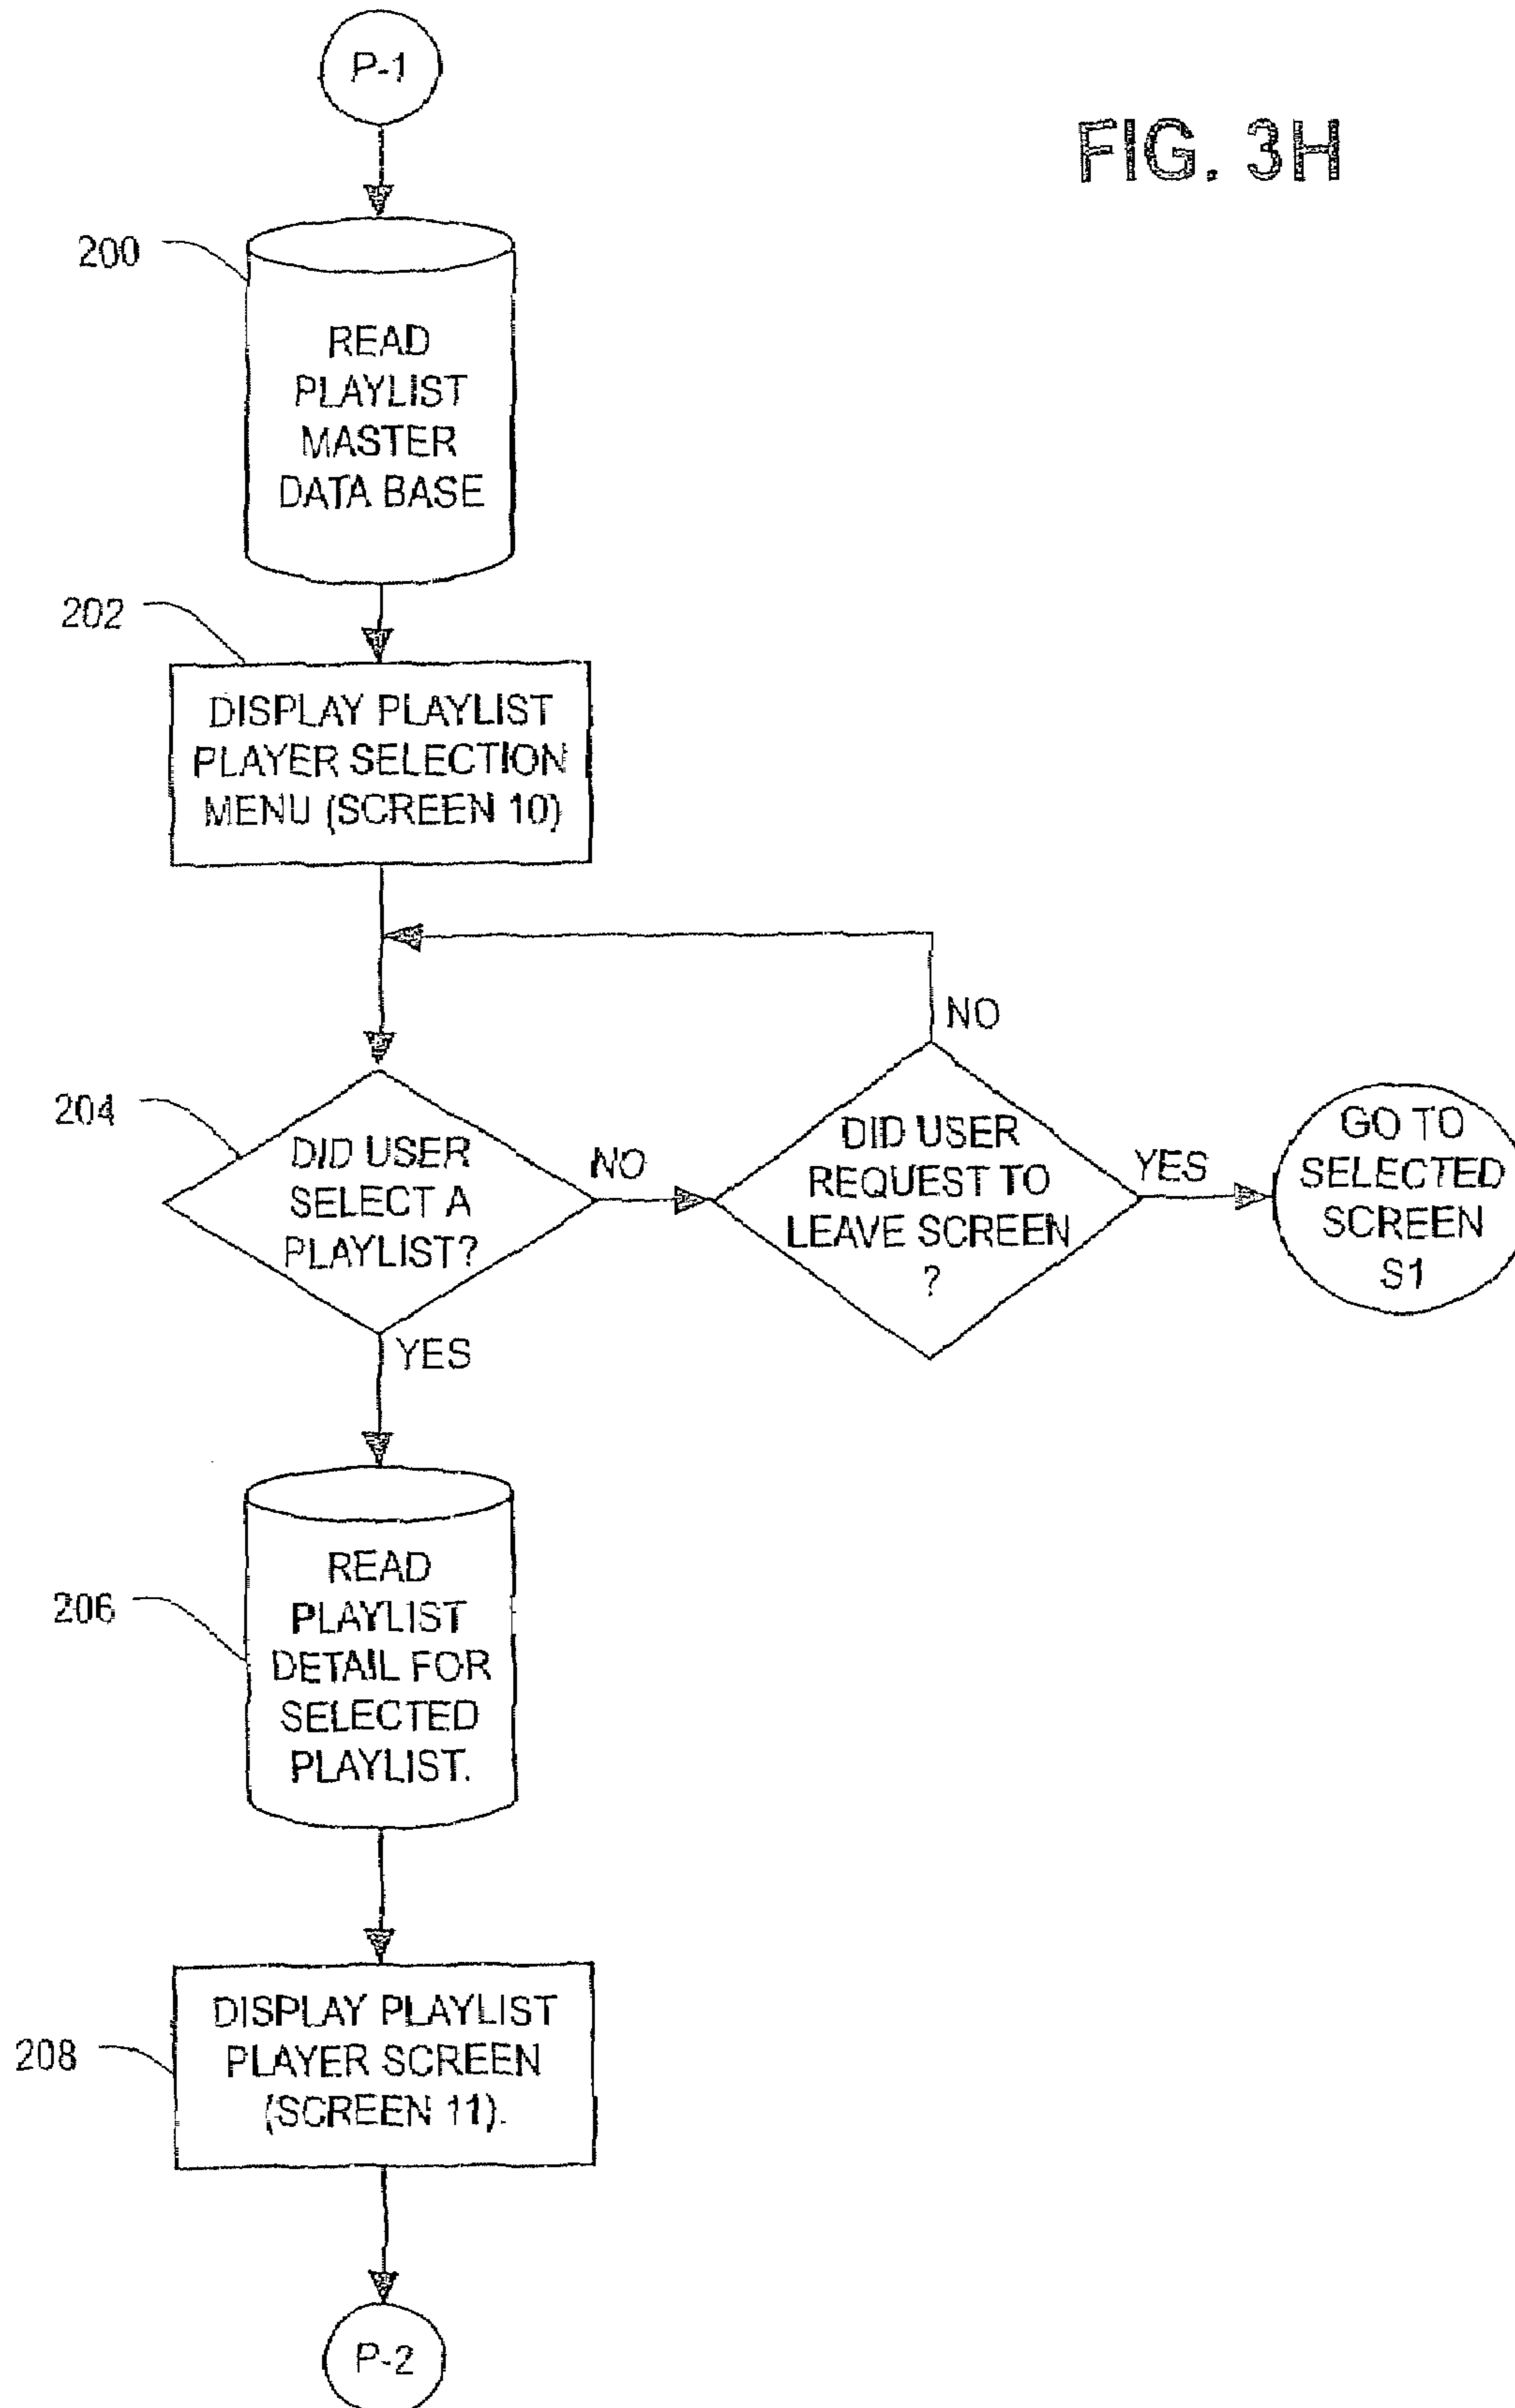 P-1
FIG. 3H
200
READ
PLAYLIST
MASTER
DATA BASE
202
DISPLAY PLAYLIST
PLAYER SELECTION
MENU (SCREEN 10)
NO
204
DID USER
SELECT A
PLAYLIST?
NO
DID USER
REQUEST TO
LEAVE SCREEN
?
YES
GO TO
SELECTED
SCREEN
S1
YES
206
READ
PLAYLIST
DETAIL FOR
SELECTED
PLAYLIST.
208
DISPLAY PLAYLIST
PLAYER SCREEN
(SCREEN 11).
P-2